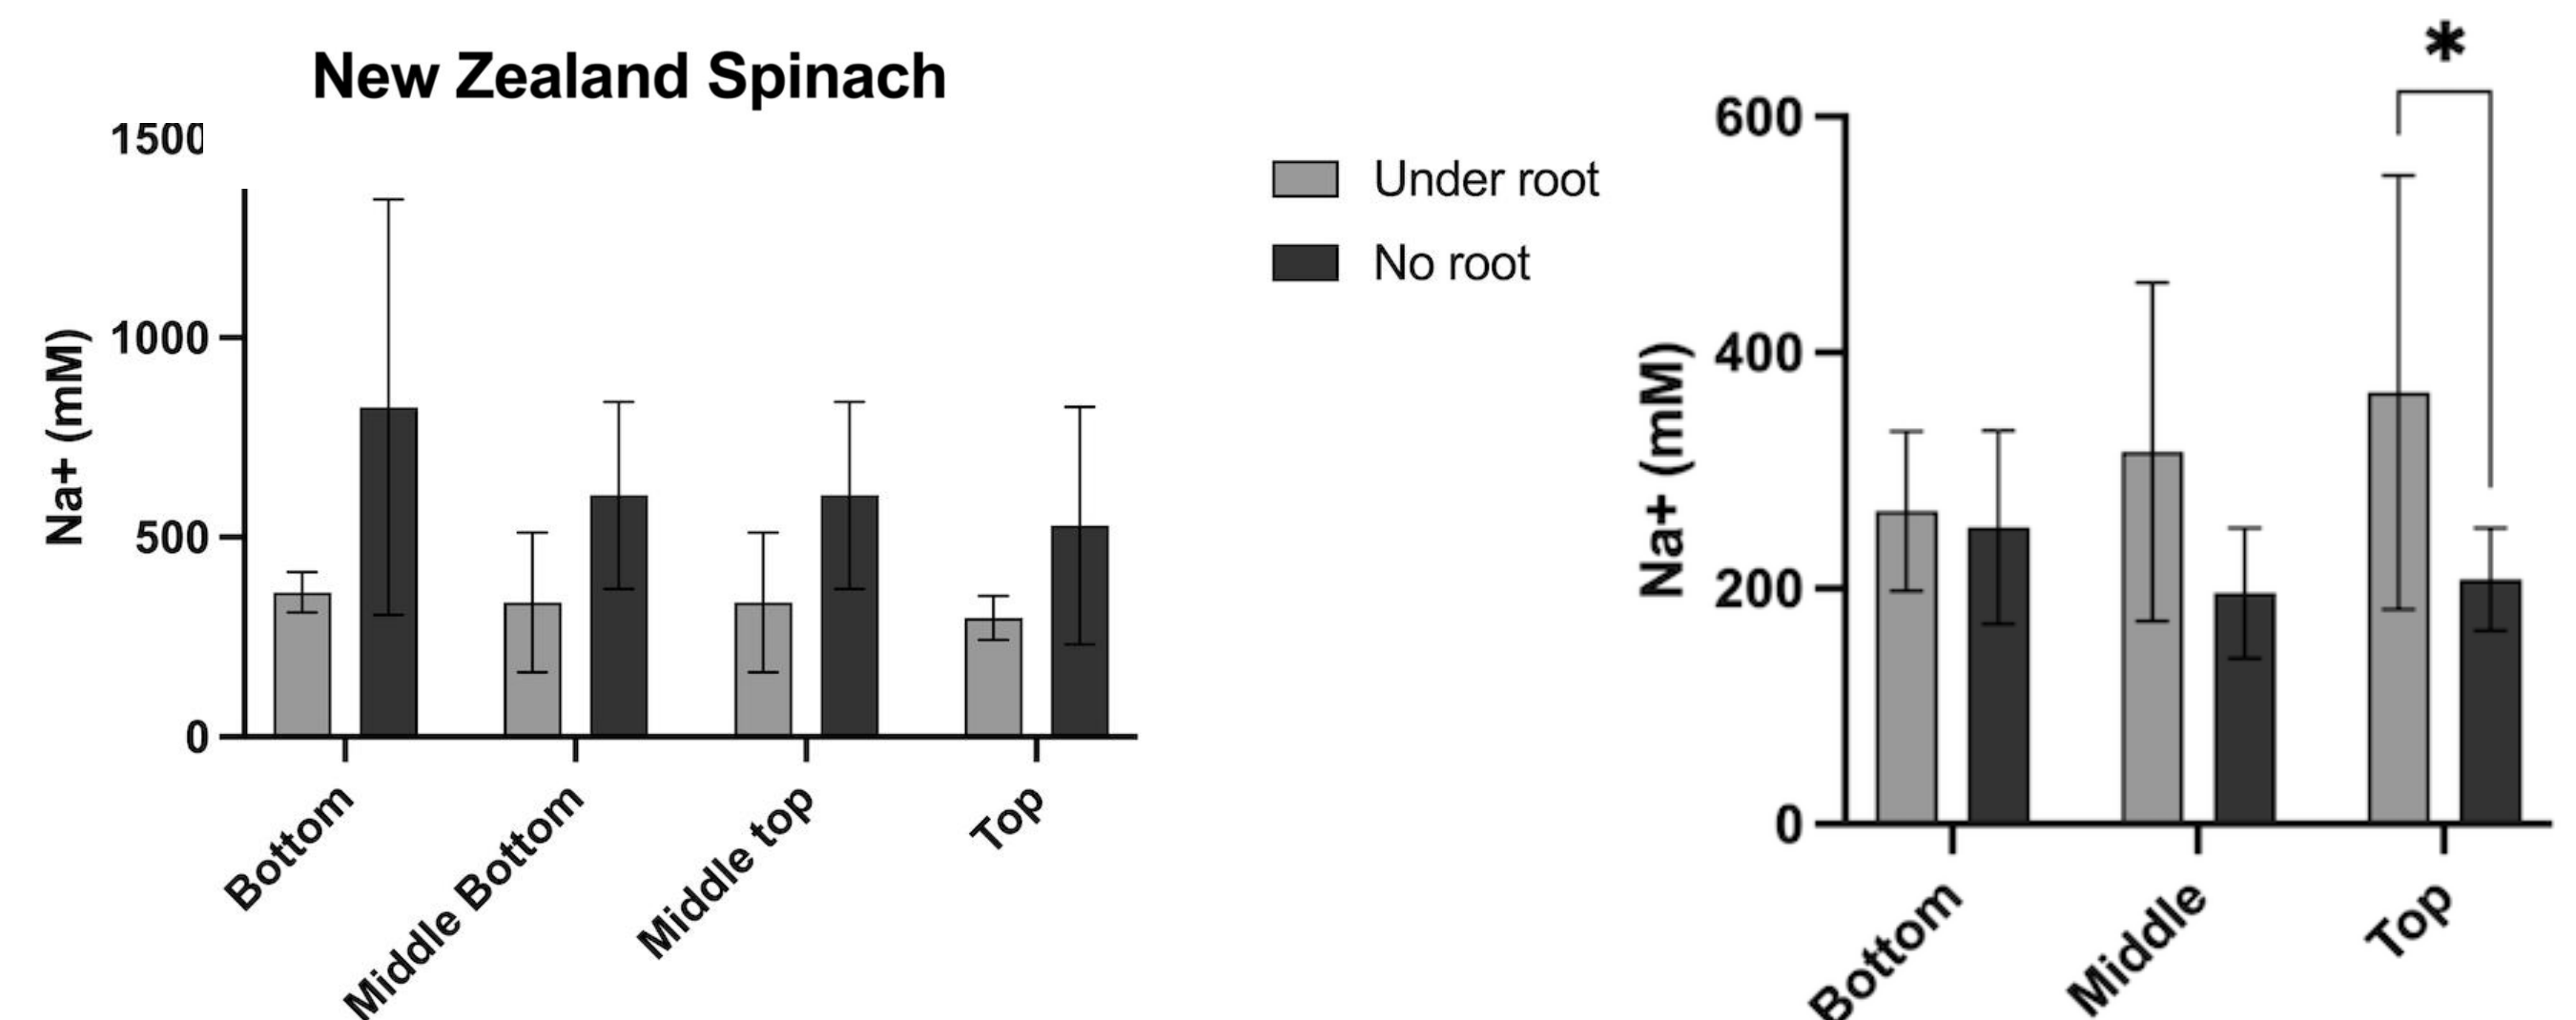 New Zealand Spinach
1500
1000
500
0
Na+ (mM)
Bottom
Middle Bottom
Middle top
Top
Under root
No root
*
600
400
200
0
Na+ (mM)
Bottom
Middle
Top